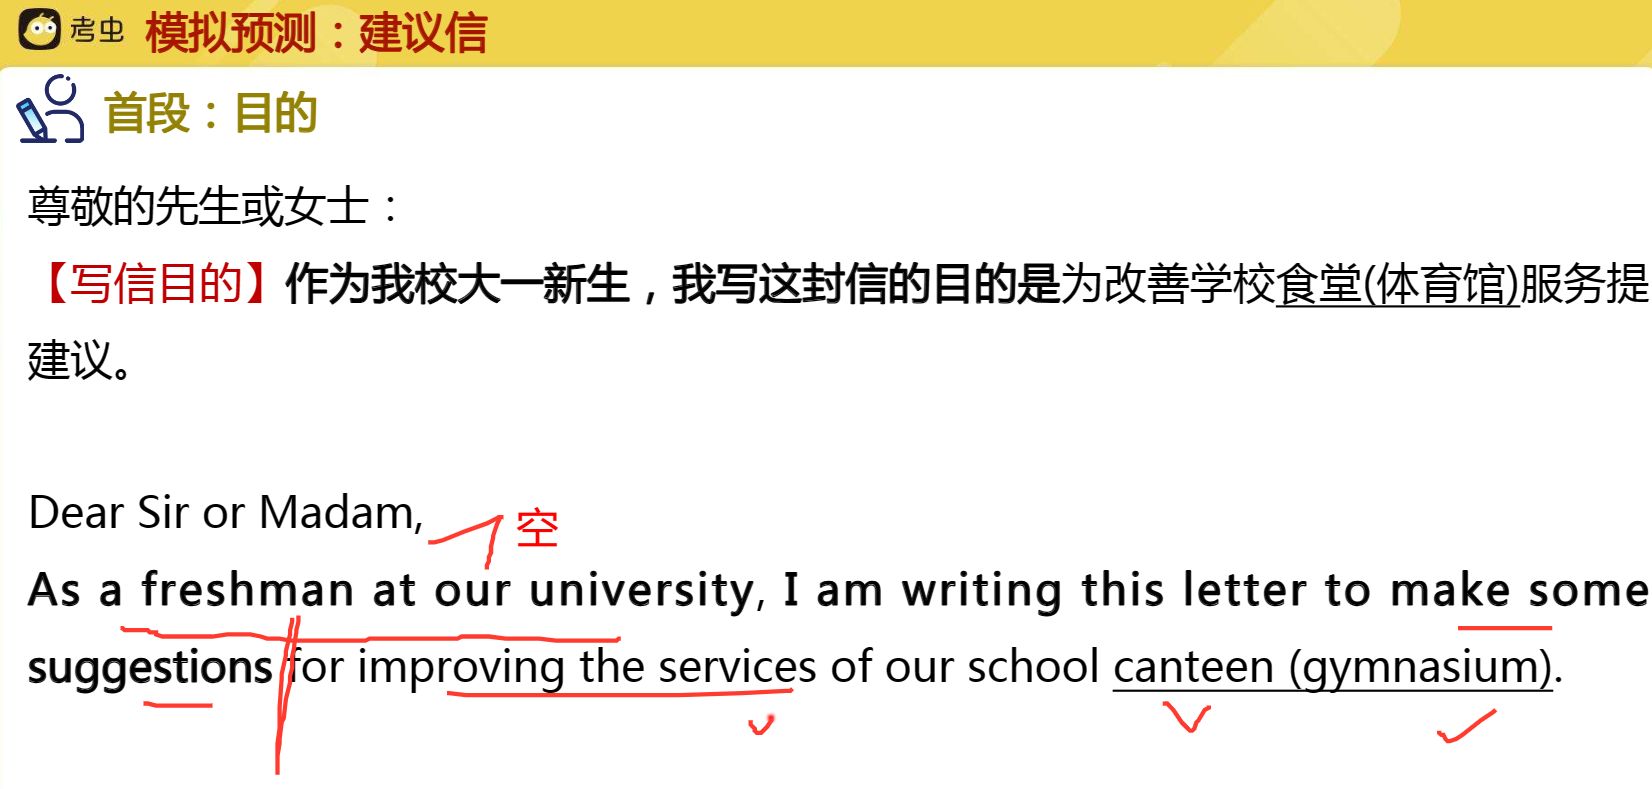 考虫 模拟预测：建议信
首段：目的
尊敬的先生或女士：
【写信目的】作为我校大一新生，我写这封信的目的是为改善学校食堂(体育馆)服务提
建议。
Dear Sir or Madam,
空
As a freshman at our university, I am writing this letter to make some
suggestions for improving the services of our school canteen (gymnasium).